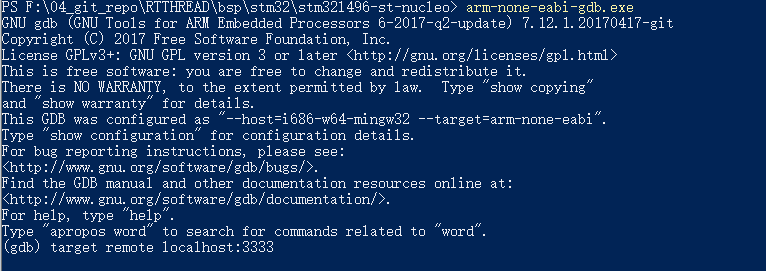 PS F:\04_git_repo\RTTHREAD\bsp\stm32\stm32l496-st-nucleo> arm-none-eabi-gdb.exe
GNU gdb (GNU Tools for ARM Embedded Processors 6-2017-q2-update) 7.12.1.20170417-git
Copyright (C) 2017 Free Software Foundation, Inc.
License GPLv3+: GNU GPL version 3 or later <http://gnu.org/licenses/gpl.html>
This is free software: you are free to change and redistribute it.
There is NO WARRANTY, to the extent permitted by law.  Type "show copying"
and "show warranty" for details.
This GDB was configured as "--host=i686-w64-mingw32 --target=arm-none-eabi".
Type "show configuration" for configuration details.
For bug reporting instructions, please see:
<http://www.gnu.org/software/gdb/bugs/>.
Find the GDB manual and other documentation resources online at:
<http://www.gnu.org/software/gdb/documentation/>.
For help, type "help".
Type "apropos word" to search for commands related to "word".
(gdb) target remote localhost:3333